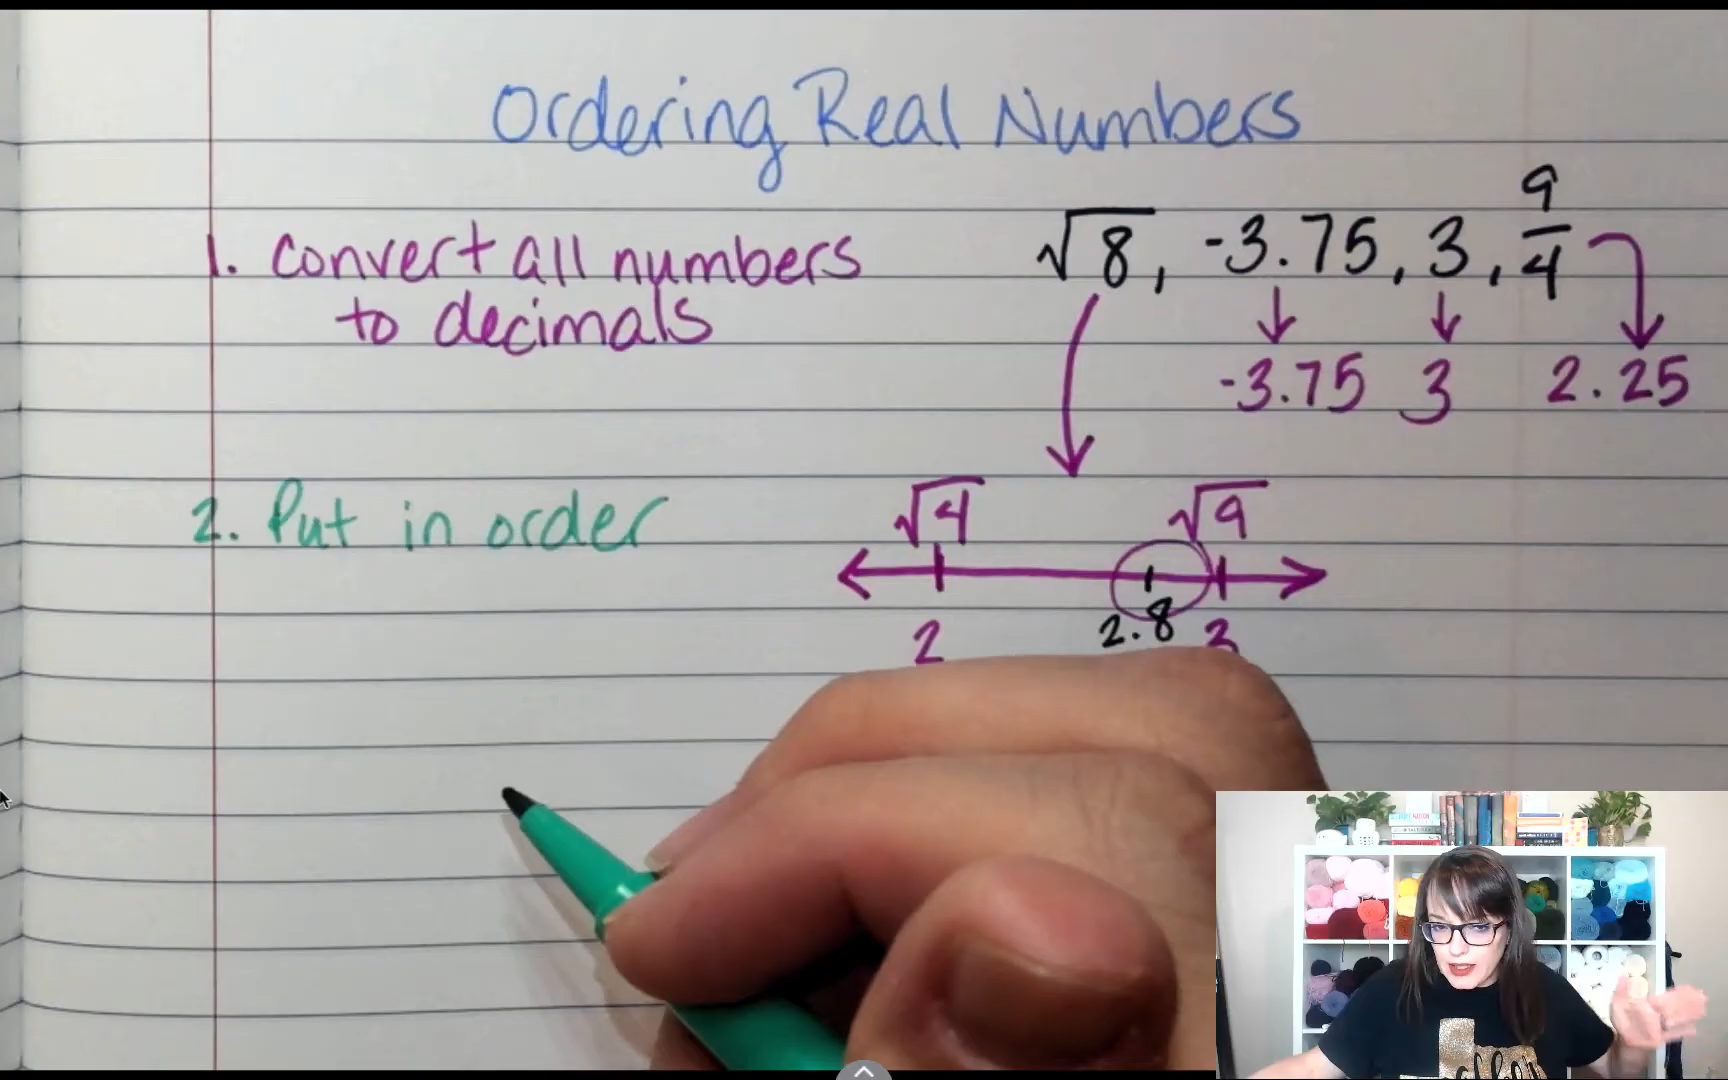 Ordering Real Numbers
1. convert all numbers
to decimals
√8, -3.75, 3, 9/4
-3.75 3 2.25
2. Put in order
√4 √9
2 2.8 3